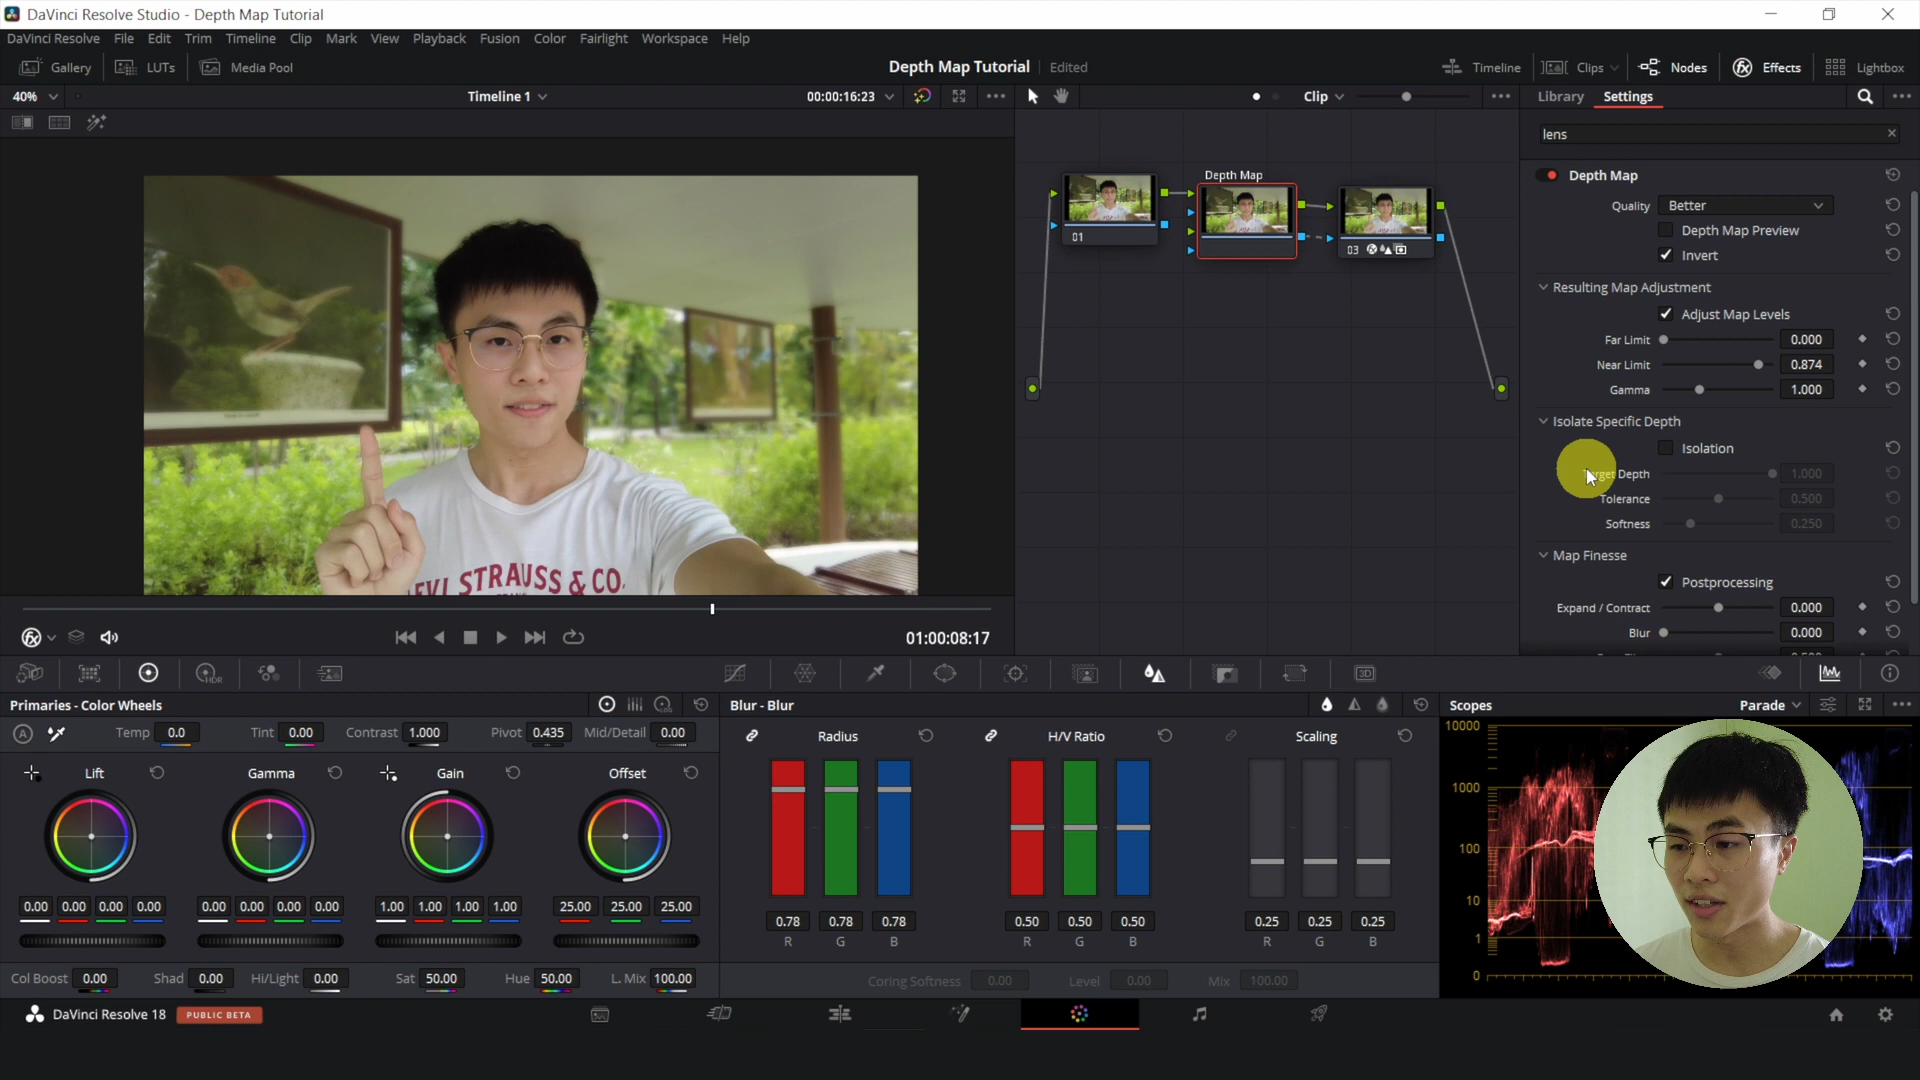 DaVinci Resolve Studio - Depth Map Tutorial
DaVinci Resolve File Edit Trim Timeline Clip Mark View Playback Fusion Color Fairlight Workspace Help
Gallery LUTs Media Pool Depth Map Tutorial Edited Timeline Clips Nodes Effects Lightbox
40% Timeline 1 00:00:16:23 Clip Library Settings
lens
Depth Map
Quality Better
Depth Map Preview
Invert
Resulting Map Adjustment
Adjust Map Levels
Far Limit 0.000
Near Limit 0.874
Gamma 1.000
Isolate Specific Depth
Isolation
Depth 1.000
Tolerance 0.500
Softness 0.250
Map Finesse
Postprocessing
Expand / Contract 0.000
Blur 0.000
Depth Map
01
03
STRAUSS & CO.
01:00:08:17
HDR
3D
Primaries - Color Wheels
A Temp 0.0 Tint 0.00 Contrast 1.000 Pivot 0.435 Mid/Detail 0.00
Lift Gamma Gain Offset
0.00 0.00 0.00 0.00 0.00 0.00 0.00 0.00 1.00 1.00 1.00 1.00 25.00 25.00 25.00
Col Boost 0.00 Shad 0.00 Hi/Light 0.00 Sat 50.00 Hue 50.00 L. Mix 100.00
Blur - Blur
Radius H/V Ratio Scaling
0.78 0.78 0.78 0.50 0.50 0.50 0.25 0.25 0.25
R G B R G B R G B
Coring Softness 0.00 Level 0.00 Mix 100.00
Scopes Parade
10000
1000
100
10
1
0
DaVinci Resolve 18 PUBLIC BETA